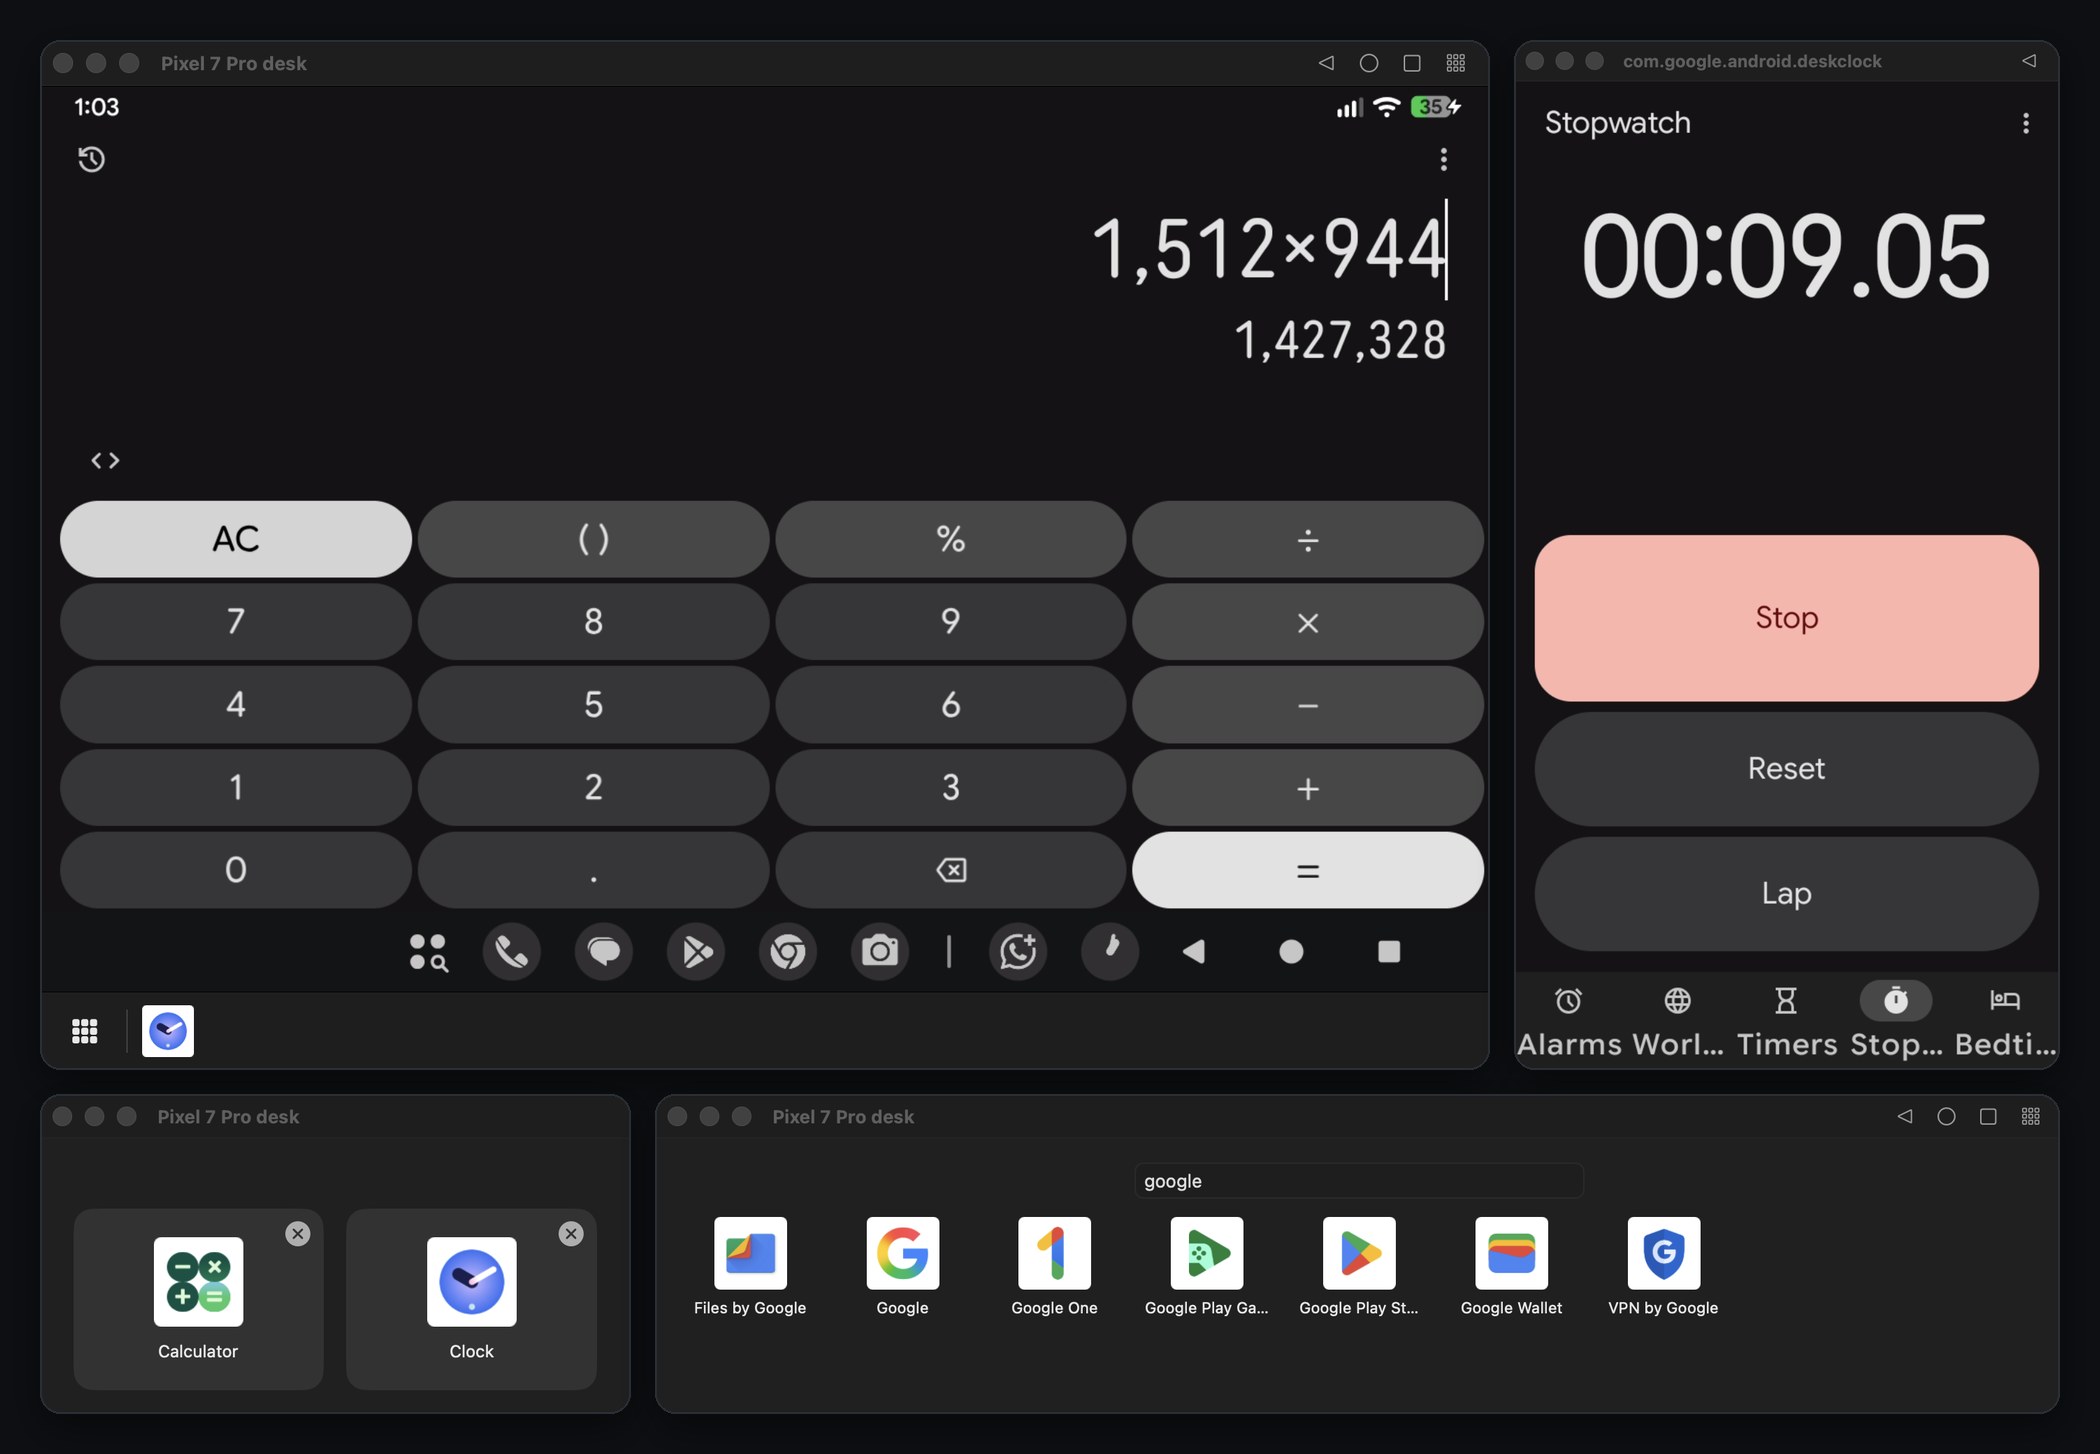 Pixel 7 Pro desk
1:03
35
1,512×944
1,427,328
AC ( ) % ÷
7 8 9 ×
4 5 6 −
1 2 3 +
0 . =
com.google.android.deskclock
Stopwatch
00:09.05
Stop
Reset
Lap
Alarms Worl... Timers Stop... Bedti...
Pixel 7 Pro desk
Calculator Clock
Pixel 7 Pro desk
google
Files by Google Google Google One Google Play Ga... Google Play St... Google Wallet VPN by Google